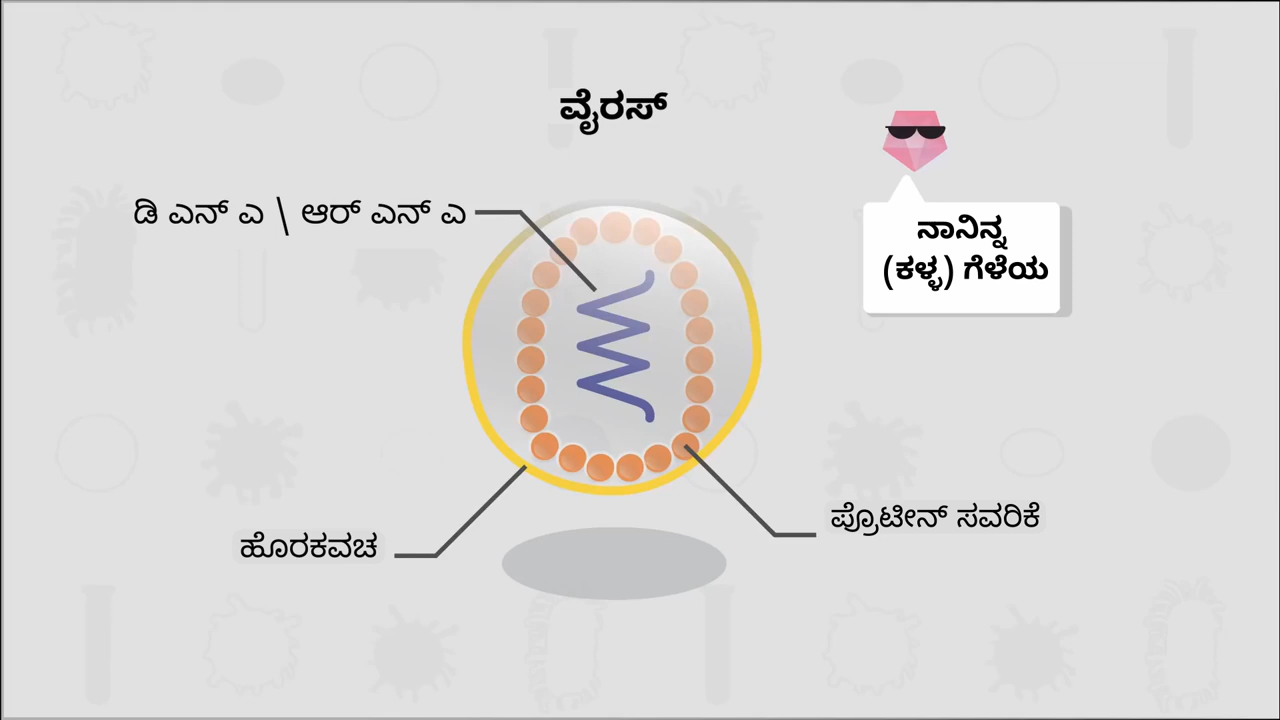 ವೈರಸ್
ಡಿ ಎನ್ ಎ \ ಆರ್ ಎನ್ ಎ
ನಾನಿನ್ನ
(ಕಳ್ಳ) ಗೆಳೆಯ
ಪ್ರೊಟೀನ್ ಸವರಿಕೆ
ಹೊರಕವಚ